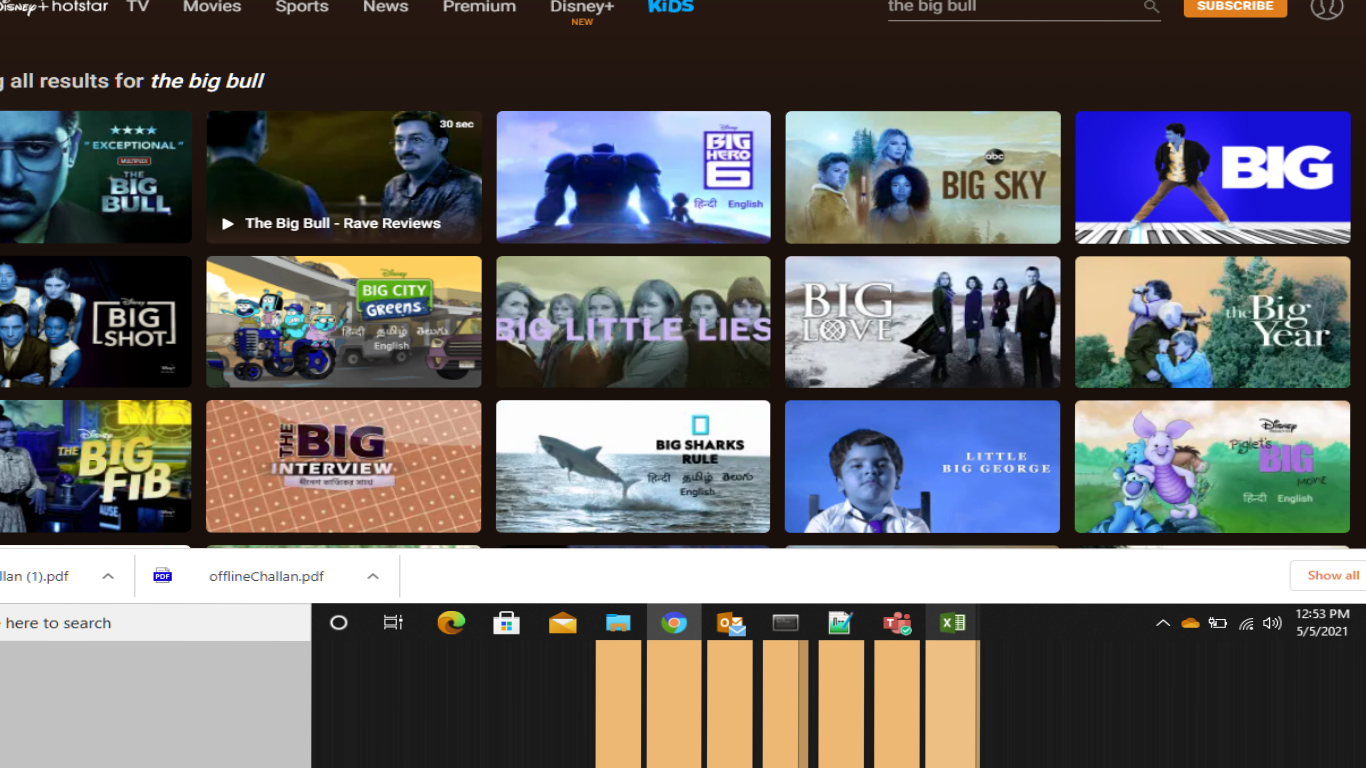 Disney+ hotstar TV Movies Sports News Premium Disney+ KiDS the big bull SUBSCRIBE
NEW
g all results for the big bull
★★★★
"EXCEPTIONAL"
MULTIPLEX
THE
BIG
BULL
30 sec
The Big Bull - Rave Reviews
Disney
BIG
HERO
6
हिन्दी English
abc
BIG SKY
BIG
Disney
BIG
SHOT
Disney+
Disney
BIG CITY
GReeNS
हिन्दी தமிழ் తెలుగు
English
BIG LITTLE LIES
BIG
LOVE
the Big
Year
Disney
THE BIG
FIB
THE
BIG
INTERVIEW
BIG SHARKS
RULE
हिन्दी தமிழ் తెలుగు
English
LITTLE
BIG GEORGE
Disney
PRESENTS
Piglet's
BIG
MOVIE
हिन्दी English
llan (1).pdf
PDF
offlineChallan.pdf
Show all
here to search
12:53 PM
5/5/2021